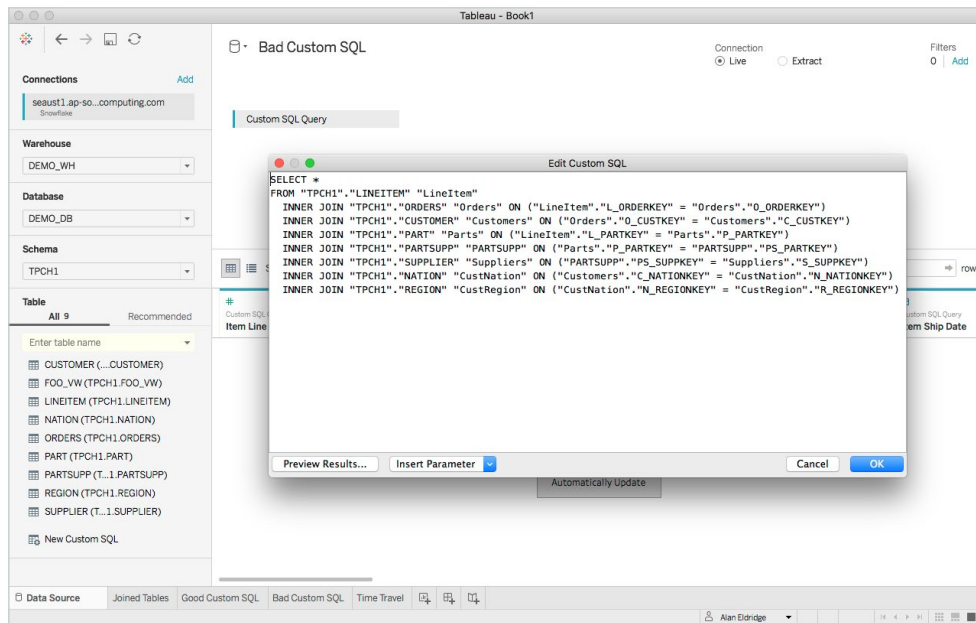 Tableau - Book1
Connections Add
seaust1.ap-so...computing.com
Snowflake
Warehouse
DEMO_WH
Database
DEMO_DB
Schema
TPCH1
Table
All 9 Recommended
Enter table name
CUSTOMER (....CUSTOMER)
FOO_VW (TPCH1.FOO_VW)
LINEITEM (TPCH1.LINEITEM)
NATION (TPCH1.NATION)
ORDERS (TPCH1.ORDERS)
PART (TPCH1.PART)
PARTSUPP (T...1.PARTSUPP)
REGION (TPCH1.REGION)
SUPPLIER (T...1.SUPPLIER)
New Custom SQL
Bad Custom SQL
Connection
Live Extract
Filters
0 Add
Custom SQL Query
Edit Custom SQL
SELECT *
FROM "TPCH1"."LINEITEM" "LineItem"
INNER JOIN "TPCH1"."ORDERS" "Orders" ON ("LineItem"."L_ORDERKEY" = "Orders"."O_ORDERKEY")
INNER JOIN "TPCH1"."CUSTOMER" "Customers" ON ("Orders"."O_CUSTKEY" = "Customers"."C_CUSTKEY")
INNER JOIN "TPCH1"."PART" "Parts" ON ("LineItem"."L_PARTKEY" = "Parts"."P_PARTKEY")
INNER JOIN "TPCH1"."PARTSUPP" "PARTSUPP" ON ("Parts"."P_PARTKEY" = "PARTSUPP"."PS_PARTKEY")
INNER JOIN "TPCH1"."SUPPLIER" "Suppliers" ON ("PARTSUPP"."PS_SUPPKEY" = "Suppliers"."S_SUPPKEY")
INNER JOIN "TPCH1"."NATION" "CustNation" ON ("Customers"."C_NATIONKEY" = "CustNation"."N_NATIONKEY")
INNER JOIN "TPCH1"."REGION" "CustRegion" ON ("CustNation"."N_REGIONKEY" = "CustRegion"."R_REGIONKEY")
Preview Results... Insert Parameter Cancel OK
#
Custom SQL
Item Line
row
SQL Query
Ship Date
Automatically Update
Data Source Joined Tables Good Custom SQL Bad Custom SQL Time Travel
Alan Eldridge